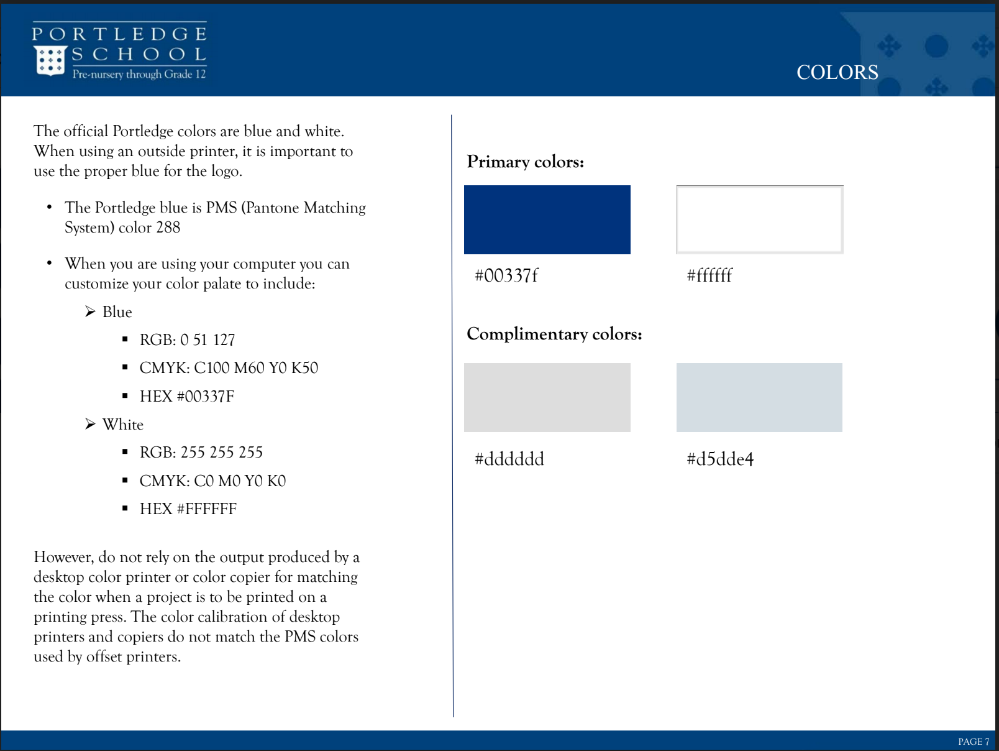 PORTLEDGE
SCHOOL
Pre-nursery through Grade 12
COLORS
The official Portledge colors are blue and white.
When using an outside printer, it is important to
use the proper blue for the logo.
• The Portledge blue is PMS (Pantone Matching
System) color 288
• When you are using your computer you can
customize your color palate to include:
➢ Blue
▪ RGB: 0 51 127
▪ CMYK: C100 M60 Y0 K50
▪ HEX #00337F
➢ White
▪ RGB: 255 255 255
▪ CMYK: C0 M0 Y0 K0
▪ HEX #FFFFFF
However, do not rely on the output produced by a
desktop color printer or color copier for matching
the color when a project is to be printed on a
printing press. The color calibration of desktop
printers and copiers do not match the PMS colors
used by offset printers.
Primary colors:
#00337f
#ffffff
Complimentary colors:
#dddddd
#d5dde4
PAGE 7